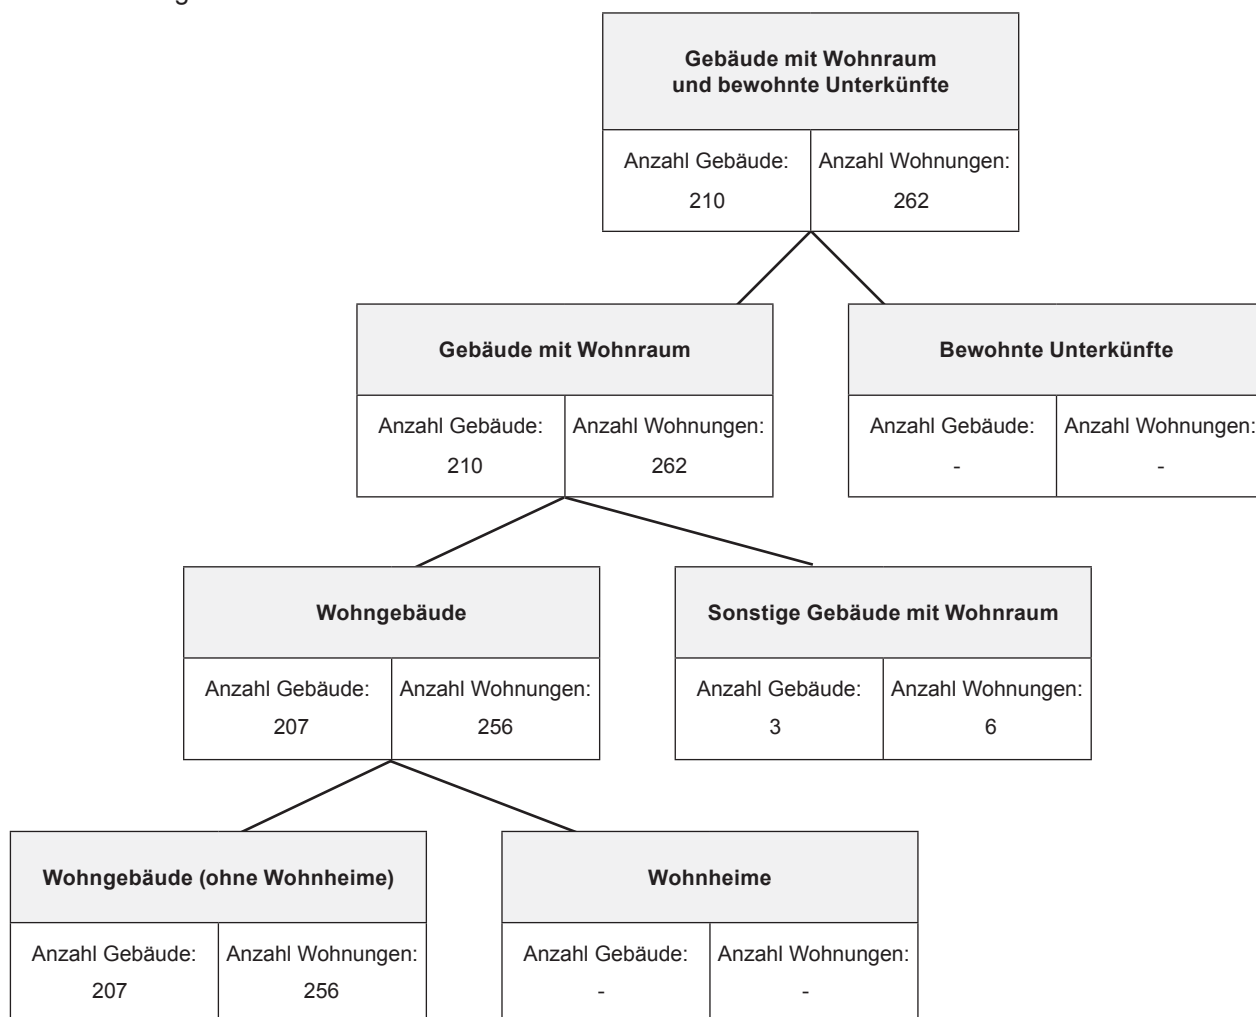 Gebäude mit Wohnraum
und bewohnte Unterkünfte
Anzahl Gebäude: Anzahl Wohnungen:
210 262
Gebäude mit Wohnraum
Anzahl Gebäude: Anzahl Wohnungen:
210 262
Bewohnte Unterkünfte
Anzahl Gebäude: Anzahl Wohnungen:
- -
Wohngebäude
Anzahl Gebäude: Anzahl Wohnungen:
207 256
Sonstige Gebäude mit Wohnraum
Anzahl Gebäude: Anzahl Wohnungen:
3 6
Wohngebäude (ohne Wohnheime)
Anzahl Gebäude: Anzahl Wohnungen:
207 256
Wohnheime
Anzahl Gebäude: Anzahl Wohnungen:
- -